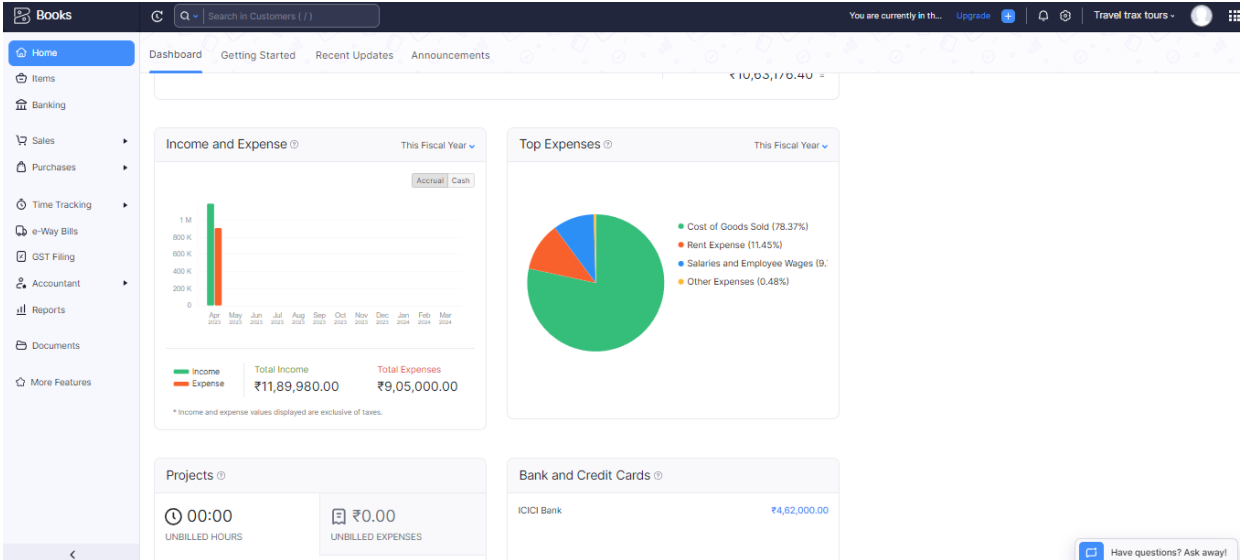 Books
Search in Customers ( / )
You are currently in th...
Upgrade
Travel trax tours
Home
Items
Banking
Sales
Purchases
Time Tracking
e-Way Bills
GST Filing
Accountant
Reports
Documents
More Features
Dashboard
Getting Started
Recent Updates
Announcements
₹10,63,176.40
Income and Expense
This Fiscal Year
Accrual Cash
1 M
800 K
600 K
400 K
200 K
0
Apr May Jun Jul Aug Sep Oct Nov Dec Jan Feb Mar
2023 2023 2023 2023 2023 2023 2023 2023 2023 2024 2024 2024
Income
Expense
Total Income
₹11,89,980.00
Total Expenses
₹9,05,000.00
* Income and expense values displayed are exclusive of taxes.
Top Expenses
This Fiscal Year
Cost of Goods Sold (78.37%)
Rent Expense (11.45%)
Salaries and Employee Wages (9.
Other Expenses (0.48%)
Projects
00:00
UNBILLED HOURS
₹0.00
UNBILLED EXPENSES
Bank and Credit Cards
ICICI Bank
₹4,62,000.00
Have questions? Ask away!